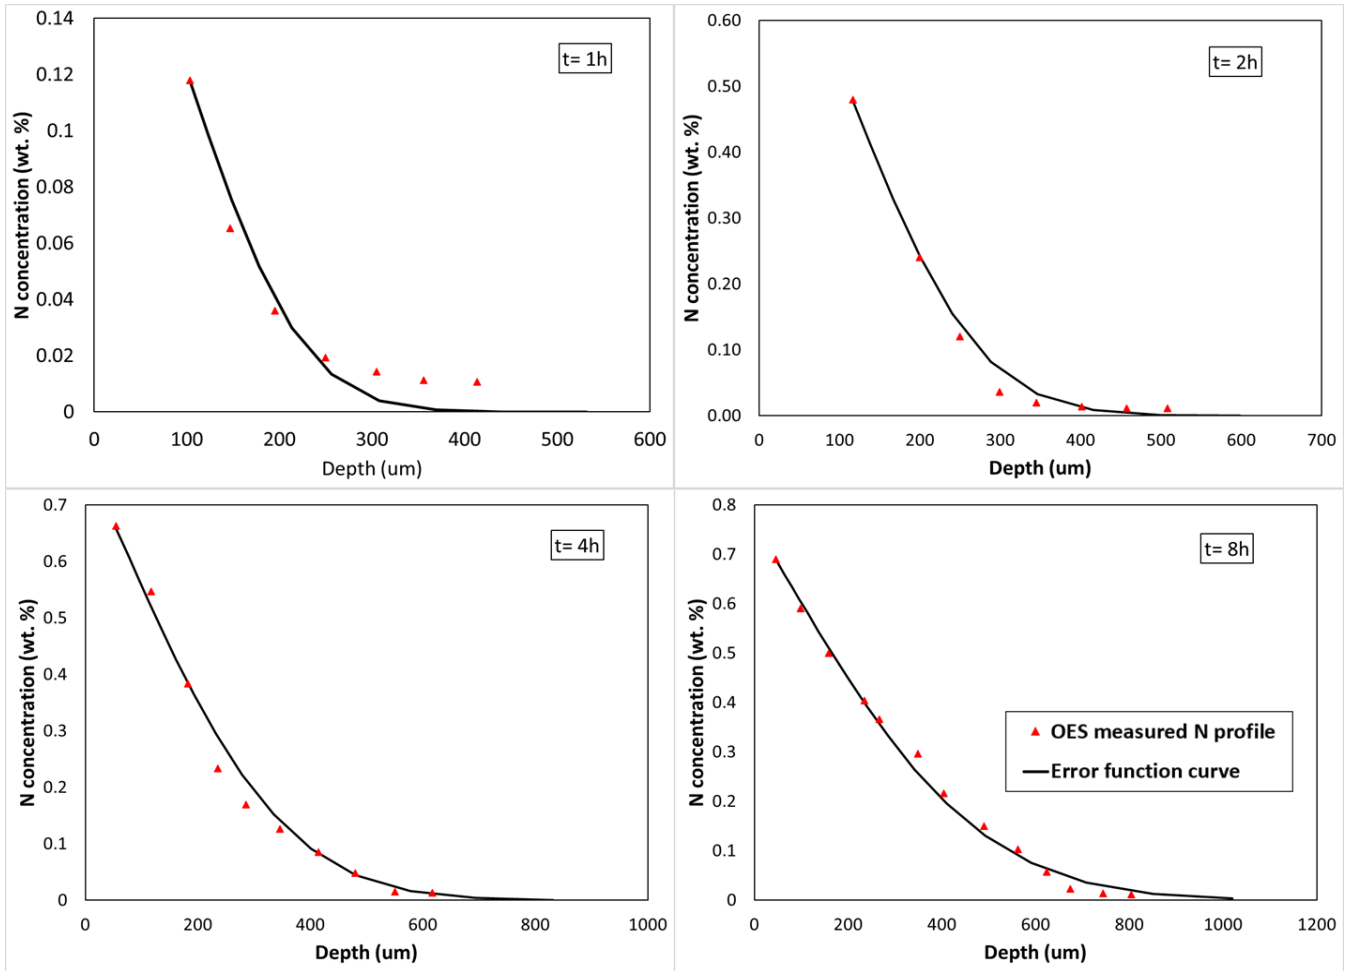 0.14
0.12
0.1
0.08
0.06
0.04
0.02
0
N concentration (wt. %)
t= 1h
0 100 200 300 400 500 600
Depth (um)
0.60
0.50
0.40
0.30
0.20
0.10
0.00
N concentration (wt. %)
t= 2h
0 100 200 300 400 500 600 700
Depth (um)
0.7
0.6
0.5
0.4
0.3
0.2
0.1
0
N concentration (wt. %)
t= 4h
0 200 400 600 800 1000
Depth (um)
0.8
0.7
0.6
0.5
0.4
0.3
0.2
0.1
0
N concentration (wt. %)
t= 8h
OES measured N profile
Error function curve
0 200 400 600 800 1000 1200
Depth (um)